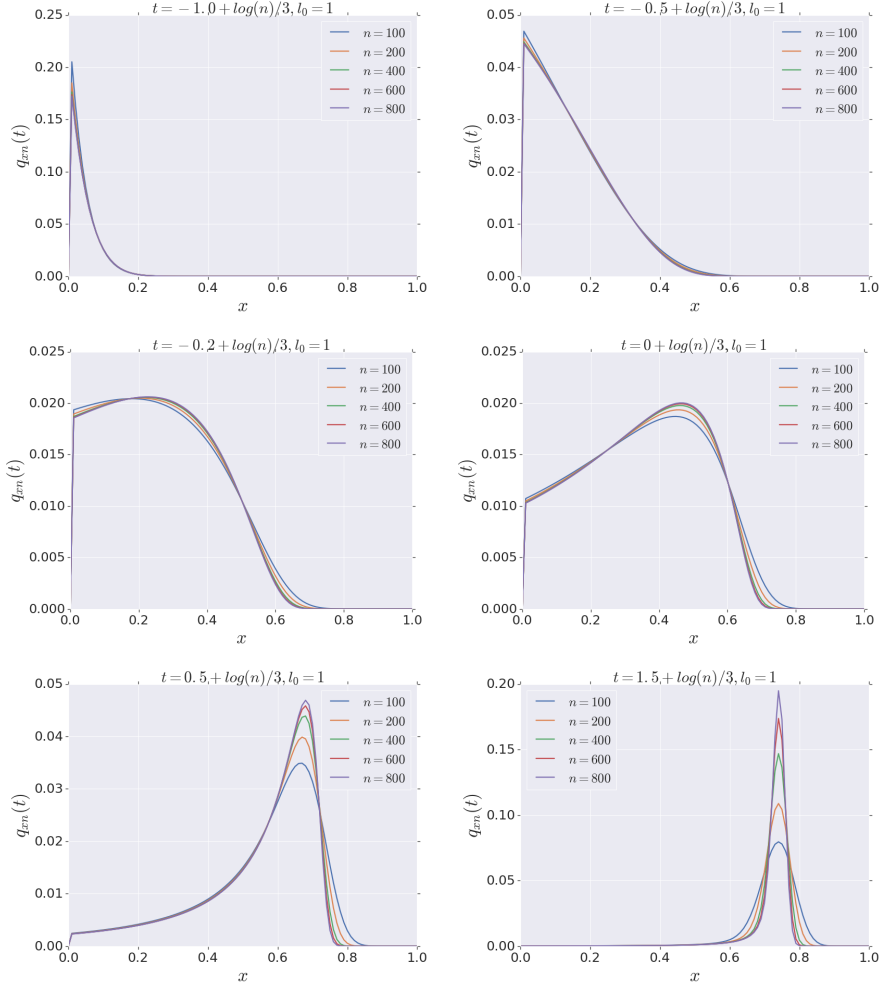 t = −1.0 + log(n)/3, l₀ = 1
0.25
0.20
0.15
0.10
0.05
0.00
q_{xn}(t)
0.0 0.2 0.4 0.6 0.8 1.0
x
n = 100
n = 200
n = 400
n = 600
n = 800
t = −0.5 + log(n)/3, l₀ = 1
0.05
0.04
0.03
0.02
0.01
0.00
q_{xn}(t)
0.0 0.2 0.4 0.6 0.8 1.0
x
n = 100
n = 200
n = 400
n = 600
n = 800
t = −0.2 + log(n)/3, l₀ = 1
0.025
0.020
0.015
0.010
0.005
0.000
q_{xn}(t)
0.0 0.2 0.4 0.6 0.8 1.0
x
n = 100
n = 200
n = 400
n = 600
n = 800
t = 0 + log(n)/3, l₀ = 1
0.025
0.020
0.015
0.010
0.005
0.000
q_{xn}(t)
0.0 0.2 0.4 0.6 0.8 1.0
x
n = 100
n = 200
n = 400
n = 600
n = 800
t = 0.5 + log(n)/3, l₀ = 1
0.05
0.04
0.03
0.02
0.01
0.00
q_{xn}(t)
0.0 0.2 0.4 0.6 0.8 1.0
x
n = 100
n = 200
n = 400
n = 600
n = 800
t = 1.5 + log(n)/3, l₀ = 1
0.20
0.15
0.10
0.05
0.00
q_{xn}(t)
0.0 0.2 0.4 0.6 0.8 1.0
x
n = 100
n = 200
n = 400
n = 600
n = 800